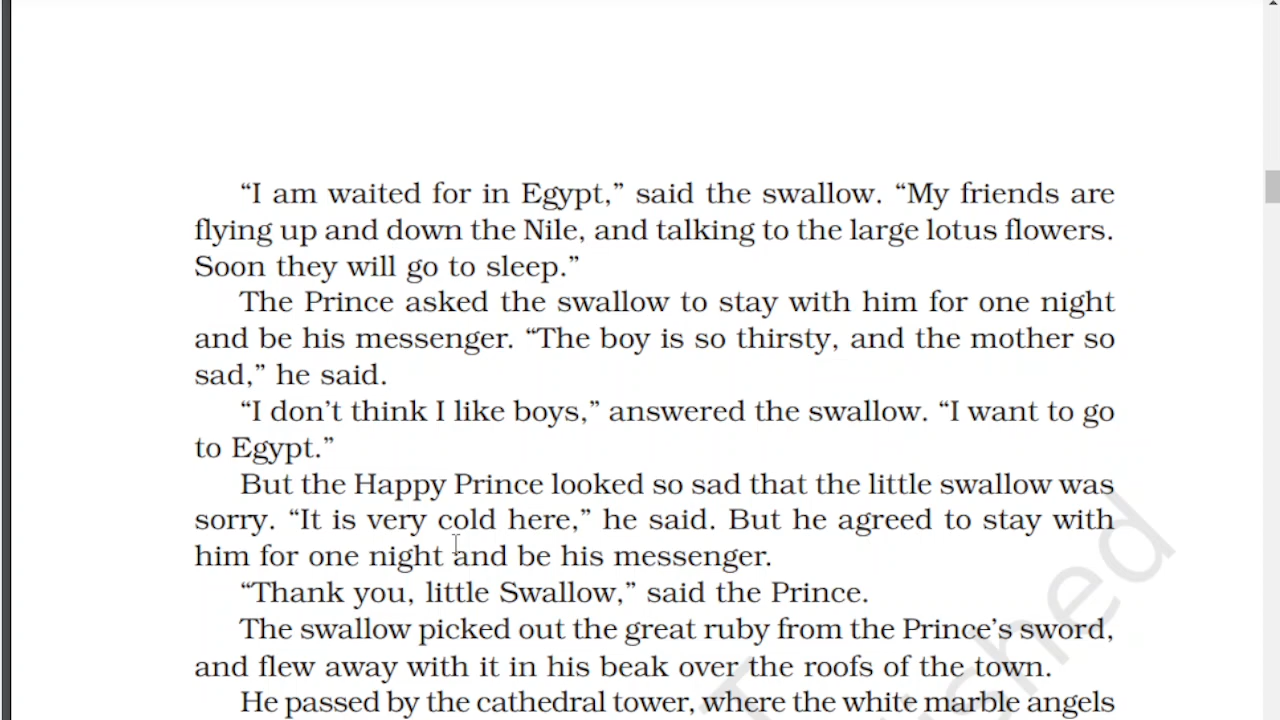 “I am waited for in Egypt,” said the swallow. “My friends are
flying up and down the Nile, and talking to the large lotus flowers.
Soon they will go to sleep.”
The Prince asked the swallow to stay with him for one night
and be his messenger. “The boy is so thirsty, and the mother so
sad,” he said.
“I don’t think I like boys,” answered the swallow. “I want to go
to Egypt.”
But the Happy Prince looked so sad that the little swallow was
sorry. “It is very cold here,” he said. But he agreed to stay with
him for one night and be his messenger.
“Thank you, little Swallow,” said the Prince.
The swallow picked out the great ruby from the Prince’s sword,
and flew away with it in his beak over the roofs of the town.
He passed by the cathedral tower, where the white marble angels